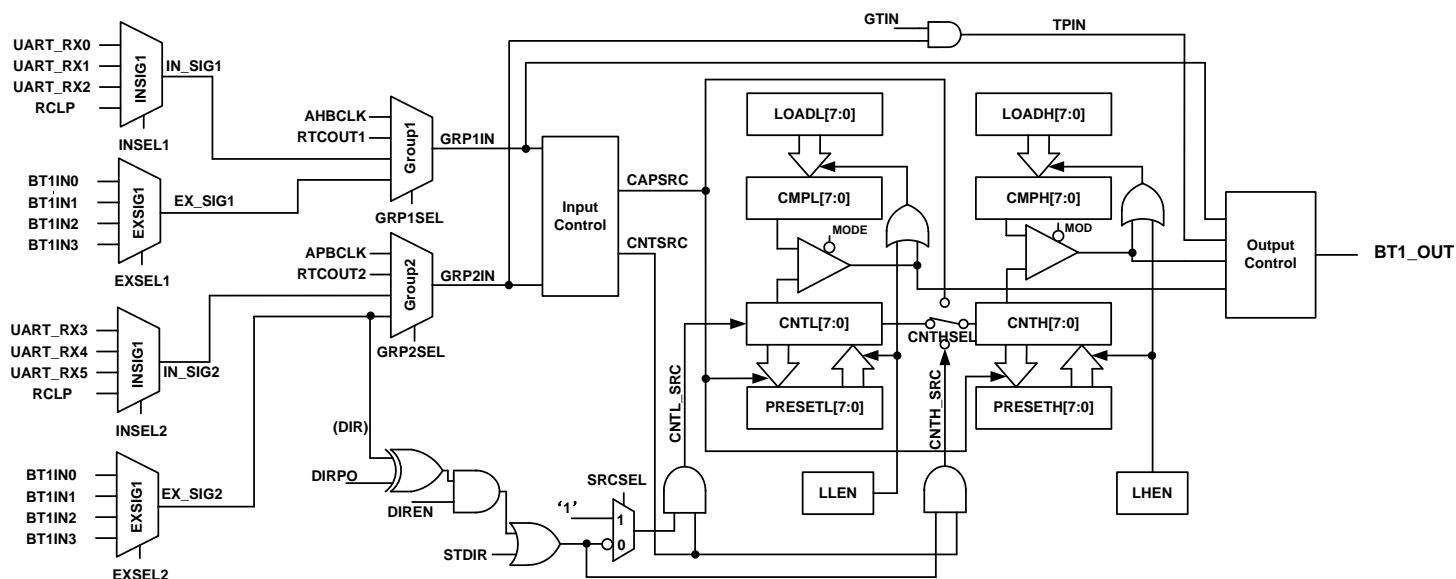 UART_RX0
UART_RX1
UART_RX2
RCLP
INSIG1
IN_SIG1
INSEL1
BT1IN0
BT1IN1
BT1IN2
BT1IN3
EXSIG1
EX_SIG1
EXSEL1
AHBCLK
RTCOUT1
Group1
GRP1IN
GRP1SEL
APBCLK
RTCOUT2
Group2
GRP2IN
GRP2SEL
UART_RX3
UART_RX4
UART_RX5
RCLP
INSIG1
IN_SIG2
INSEL2
BT1IN0
BT1IN1
BT1IN2
BT1IN3
EXSIG1
EX_SIG2
EXSEL2
(DIR)
DIRPO
DIREN
STDIR
‘1’
SRCSEL
1
0
Input
Control
CAPSRC
CNTSRC
GTIN
TPIN
LOADL[7:0]
CMPL[7:0]
MODE
CNTL[7:0]
PRESETL[7:0]
CNTL_SRC
LLEN
CNTHSEL
CNTH_SRC
LOADH[7:0]
CMPH[7:0]
MOD
CNTH[7:0]
PRESETH[7:0]
LHEN
Output
Control
BT1_OUT